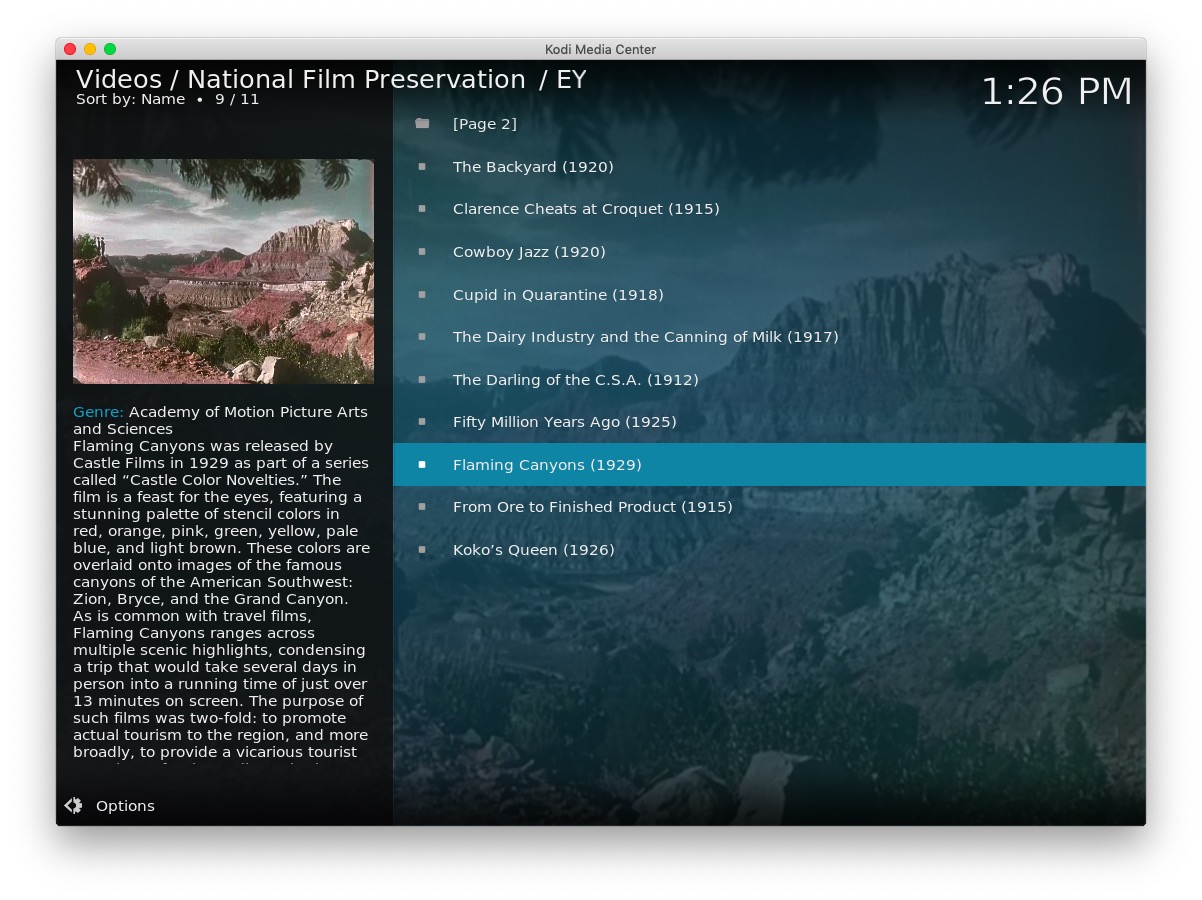 Kodi Media Center
Videos / National Film Preservation / EY
Sort by: Name • 9 / 11
1:26 PM
[Page 2]
The Backyard (1920)
Clarence Cheats at Croquet (1915)
Cowboy Jazz (1920)
Cupid in Quarantine (1918)
The Dairy Industry and the Canning of Milk (1917)
The Darling of the C.S.A. (1912)
Fifty Million Years Ago (1925)
Flaming Canyons (1929)
From Ore to Finished Product (1915)
Koko’s Queen (1926)
Genre: Academy of Motion Picture Arts
and Sciences
Flaming Canyons was released by
Castle Films in 1929 as part of a series
called “Castle Color Novelties.” The
film is a feast for the eyes, featuring a
stunning palette of stencil colors in
red, orange, pink, green, yellow, pale
blue, and light brown. These colors are
overlaid onto images of the famous
canyons of the American Southwest:
Zion, Bryce, and the Grand Canyon.
As is common with travel films,
Flaming Canyons ranges across
multiple scenic highlights, condensing
a trip that would take several days in
person into a running time of just over
13 minutes on screen. The purpose of
such films was two-fold: to promote
actual tourism to the region, and more
broadly, to provide a vicarious tourist
Options